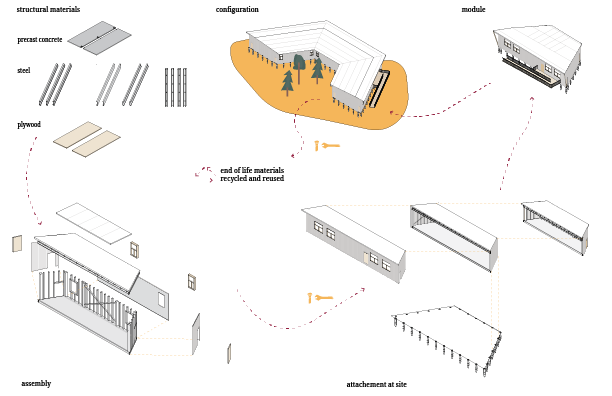 structural materials
configuration
module
precast concrete
steel
plywood
end of life materials
recycled and reused
assembly
attachement at site